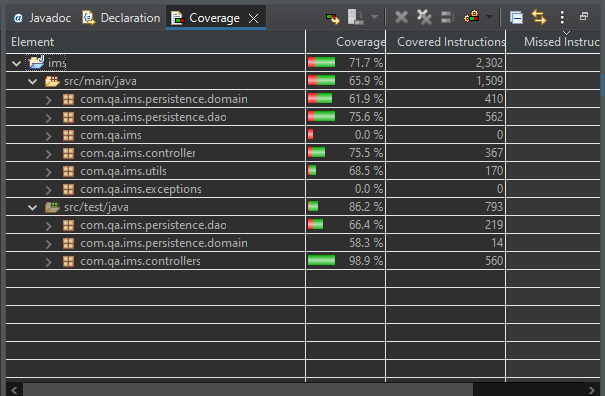 @ Javadoc Declaration Coverage
Element Coverage Covered Instructions Missed Instruc
ims 71.7 % 2,302
src/main/java 65.9 % 1,509
com.qa.ims.persistence.domain 61.9 % 410
com.qa.ims.persistence.dao 75.6 % 562
com.qa.ims 0.0 % 0
com.qa.ims.controller 75.5 % 367
com.qa.ims.utils 68.5 % 170
com.qa.ims.exceptions 0.0 % 0
src/test/java 86.2 % 793
com.qa.ims.persistence.dao 66.4 % 219
com.qa.ims.persistence.domain 58.3 % 14
com.qa.ims.controllers 98.9 % 560